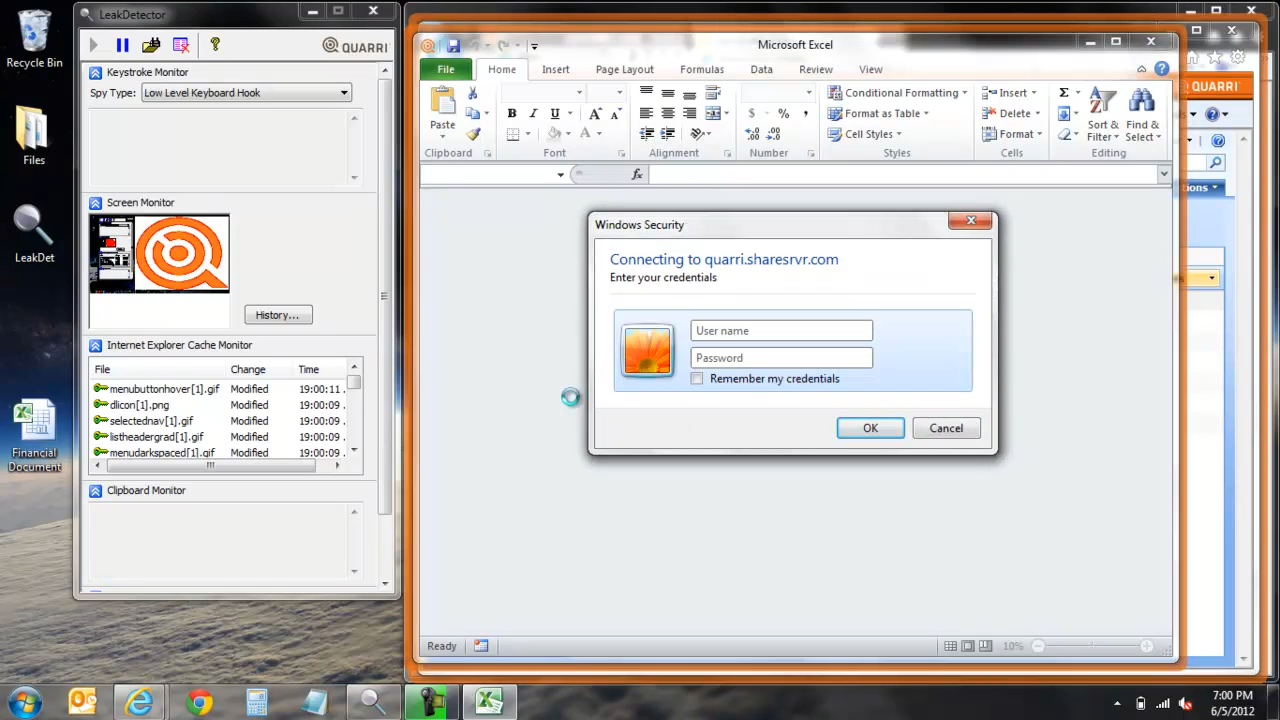 Recycle Bin
Files
LeakDet
Financial
Document
LeakDetector
QUARRI
Keystroke Monitor
Spy Type: Low Level Keyboard Hook
Screen Monitor
History...
Internet Explorer Cache Monitor
File Change Time
menubuttonhover[1].gif Modified 19:00:11
dlicon[1].png Modified 19:00:09
selectednav[1].gif Modified 19:00:09
listheadergrad[1].gif Modified 19:00:09
menudarkspaced[1].gif Modified 19:00:09
Clipboard Monitor
Microsoft Excel
File Home Insert Page Layout Formulas Data Review View
Paste
B I U A A
$ % ,
Conditional Formatting
Format as Table
Cell Styles
Insert
Delete
Format
Σ
Sort &
Filter
Find &
Select
Clipboard Font Alignment Number Styles Cells Editing
fx
Windows Security
Connecting to quarri.sharesrvr.com
Enter your credentials
User name
Password
Remember my credentials
OK Cancel
Ready
10%
QUARRI
7:00 PM
6/5/2012